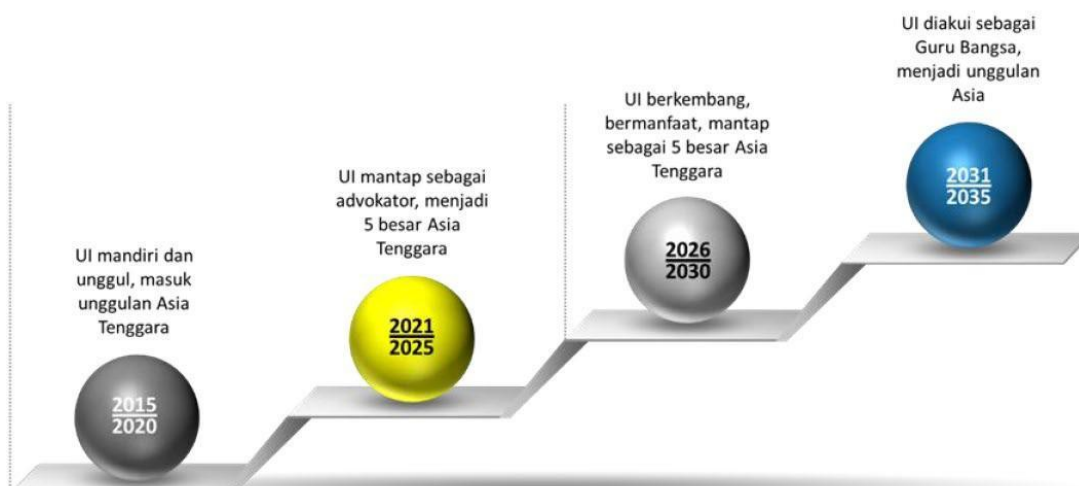 UI mandiri dan
unggul, masuk
unggulan Asia
Tenggara
2015
2020
UI mantap sebagai
advokator, menjadi
5 besar Asia
Tenggara
2021
2025
UI berkembang,
bermanfaat, mantap
sebagai 5 besar Asia
Tenggara
2026
2030
UI diakui sebagai
Guru Bangsa,
menjadi unggulan
Asia
2031
2035